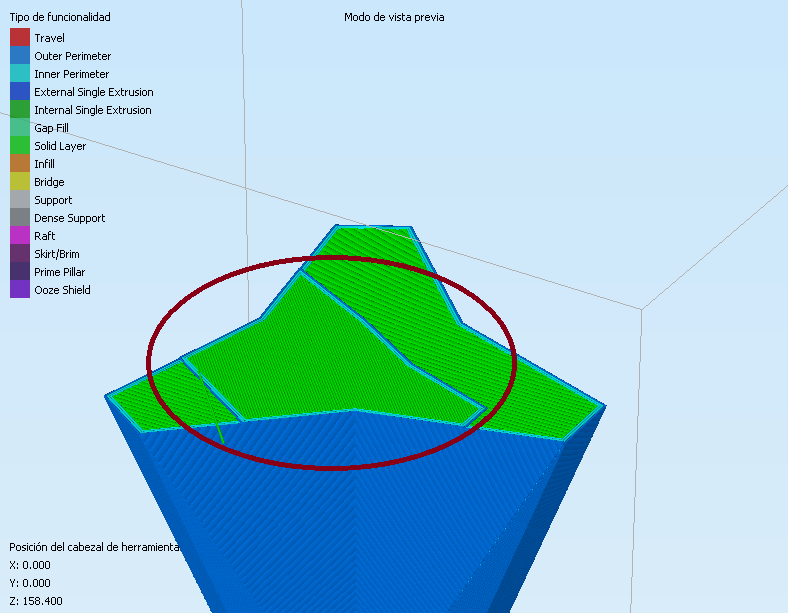 Tipo de funcionalidad
Modo de vista previa
Travel
Outer Perimeter
Inner Perimeter
External Single Extrusion
Internal Single Extrusion
Gap Fill
Solid Layer
Infill
Bridge
Support
Dense Support
Raft
Skirt/Brim
Prime Pillar
Ooze Shield
Posición del cabezal de herramienta
X: 0.000
Y: 0.000
Z: 158.400